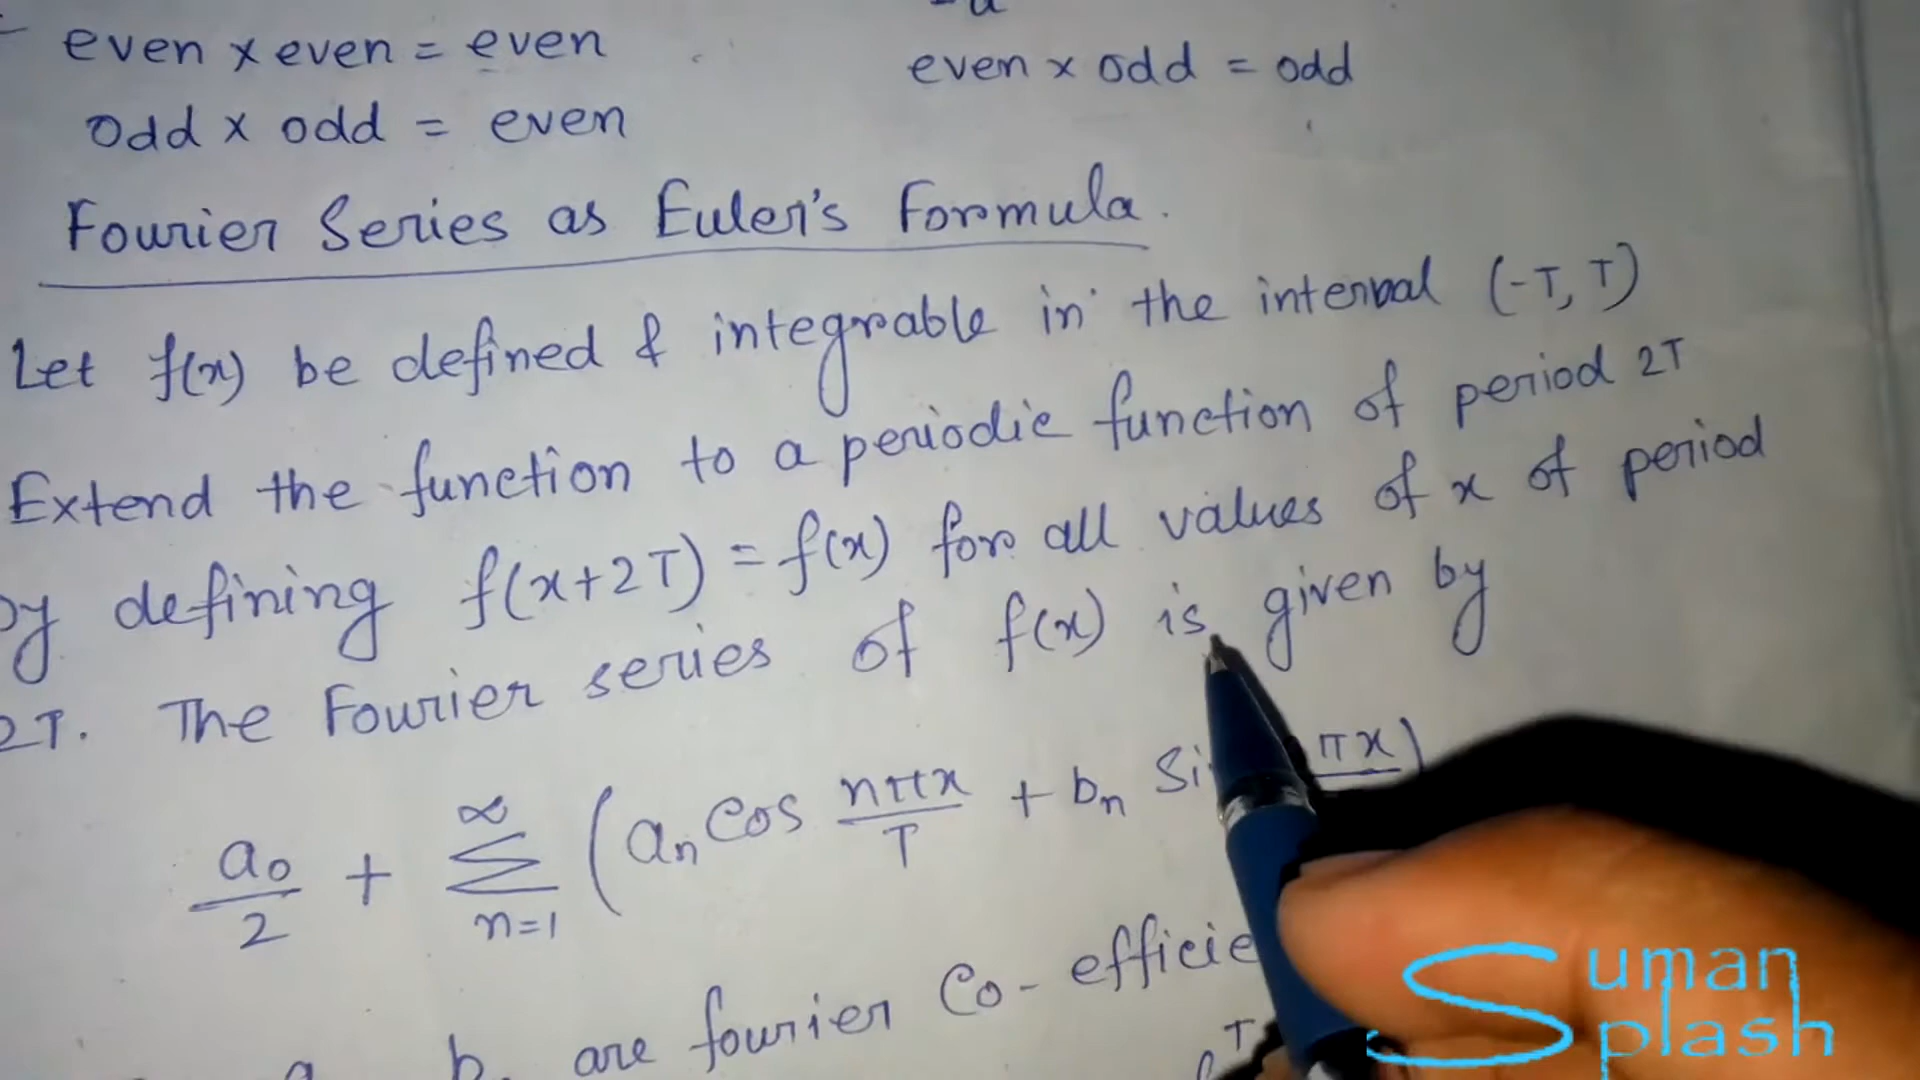 even x even = even
even x odd = odd
odd x odd = even
Fourier Series as Euler's Formula.
Let f(x) be defined & integrable in the interval (-T, T)
Extend the function to a periodic function of period 2T
by defining f(x+2T) = f(x) for all values of x of period
2T. The Fourier series of f(x) is given by
a₀/2 + ∑ₙ₌₁^∞ (aₙ Cos nπx/T + bₙ πx)
are fourier Co-
T
Suman
Splash